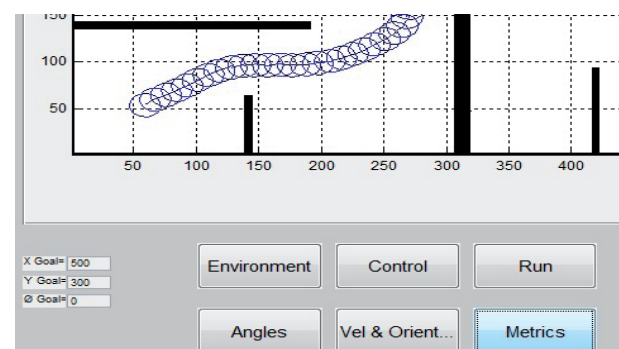 150
100
50
50 100 150 200 250 300 350 400
X Goal= 500
Y Goal= 300
Ø Goal= 0
Environment Control Run
Angles Vel & Orient... Metrics